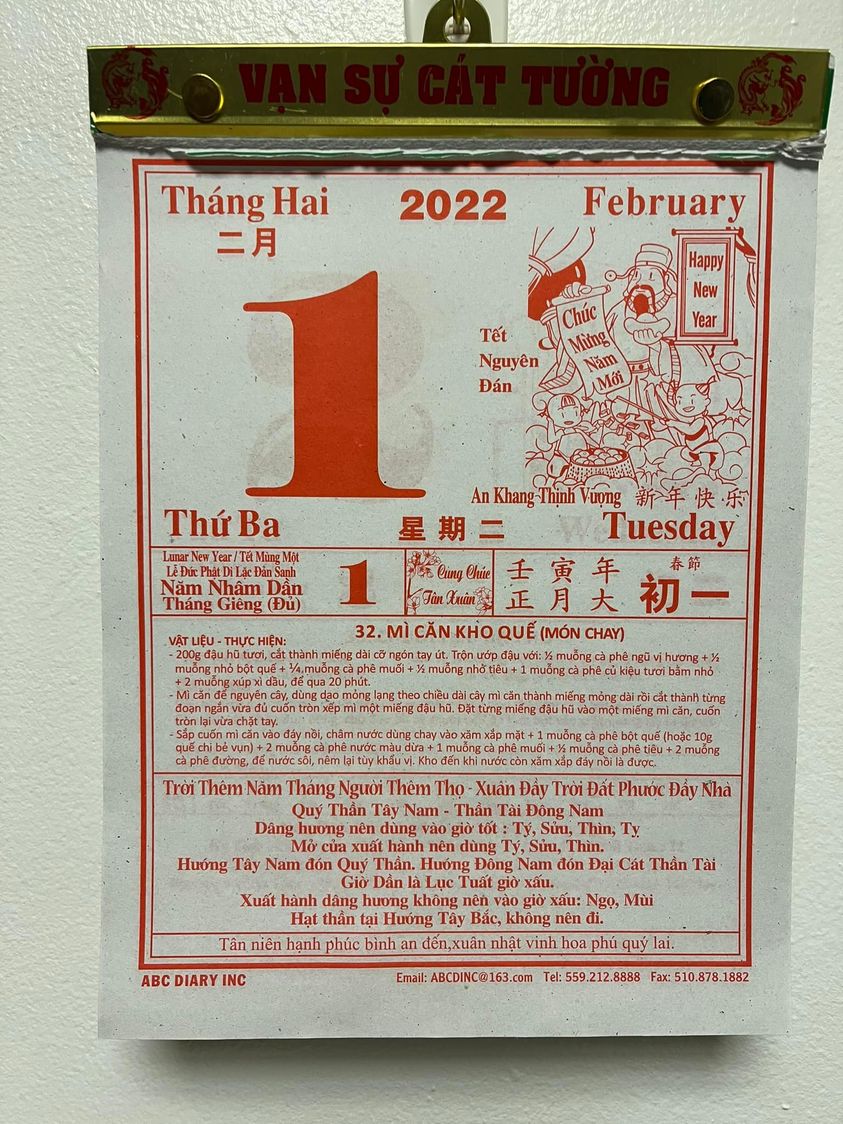 VẠN SỰ CÁT TƯỜNG
Tháng Hai 2022 February
二月
1
Happy
New
Year
Chúc
Mừng
Năm
Mới
Tết
Nguyên
Đán
An Khang Thịnh Vượng 新年快乐
Thứ Ba 星期二 Tuesday
Lunar New Year / Tết Mùng Một
Lễ Đức Phật Di Lặc Đản Sanh
Năm Nhâm Dần
Tháng Giêng (Đủ)
1
Cung Chúc
Tân Xuân
壬寅年
正月大
春節
初一
32. MÌ CĂN KHO QUẾ (MÓN CHAY)
VẬT LIỆU - THỰC HIỆN:
- 200g đậu hũ tươi, cắt thành miếng dài cỡ ngón tay út. Trộn ướp đậu với: ½ muỗng cà phê ngũ vị hương + ½
muỗng nhỏ bột quế + ¼ muỗng cà phê muối + ½ muỗng nhỏ tiêu + 1 muỗng cà phê củ kiệu tươi bằm nhỏ
+ 2 muỗng xúp xì dầu, để qua 20 phút.
- Mì căn để nguyên cây, dùng dao mỏng lạng theo chiều dài cây mì căn thành miếng mỏng dài rồi cắt thành từng
đoạn ngắn vừa đủ cuốn tròn xếp mì một miếng đậu hũ. Đặt từng miếng đậu hũ vào một miếng mì căn, cuốn
tròn lại vừa chặt tay.
- Sắp cuốn mì căn vào đáy nồi, châm nước dùng chay vào xăm xắp mặt + 1 muỗng cà phê bột quế (hoặc 10g
quế chi bẻ vụn) + 2 muỗng cà phê nước màu dừa + 1 muỗng cà phê muối + ½ muỗng cà phê tiêu + 2 muỗng
cà phê đường, để nước sôi, nêm lại tùy khẩu vị. Kho đến khi nước còn xăm xắp đáy nồi là được.
Trời Thêm Năm Tháng Người Thêm Thọ - Xuân Đầy Trời Đất Phước Đầy Nhà
Quý Thần Tây Nam - Thần Tài Đông Nam
Dâng hương nên dùng vào giờ tốt : Tý, Sửu, Thìn, Tỵ
Mở cửa xuất hành nên dùng Tý, Sửu, Thìn.
Hướng Tây Nam đón Quý Thần. Hướng Đông Nam đón Đại Cát Thần Tài
Giờ Dần là Lục Tuất giờ xấu.
Xuất hành dâng hương không nên vào giờ xấu: Ngọ, Mùi
Hạt thần tại Hướng Tây Bắc, không nên đi.
Tân niên hạnh phúc bình an đến,xuân nhật vinh hoa phú quý lai.
ABC DIARY INC Email: ABCDINC@163.com Tel: 559.212.8888 Fax: 510.878.1882